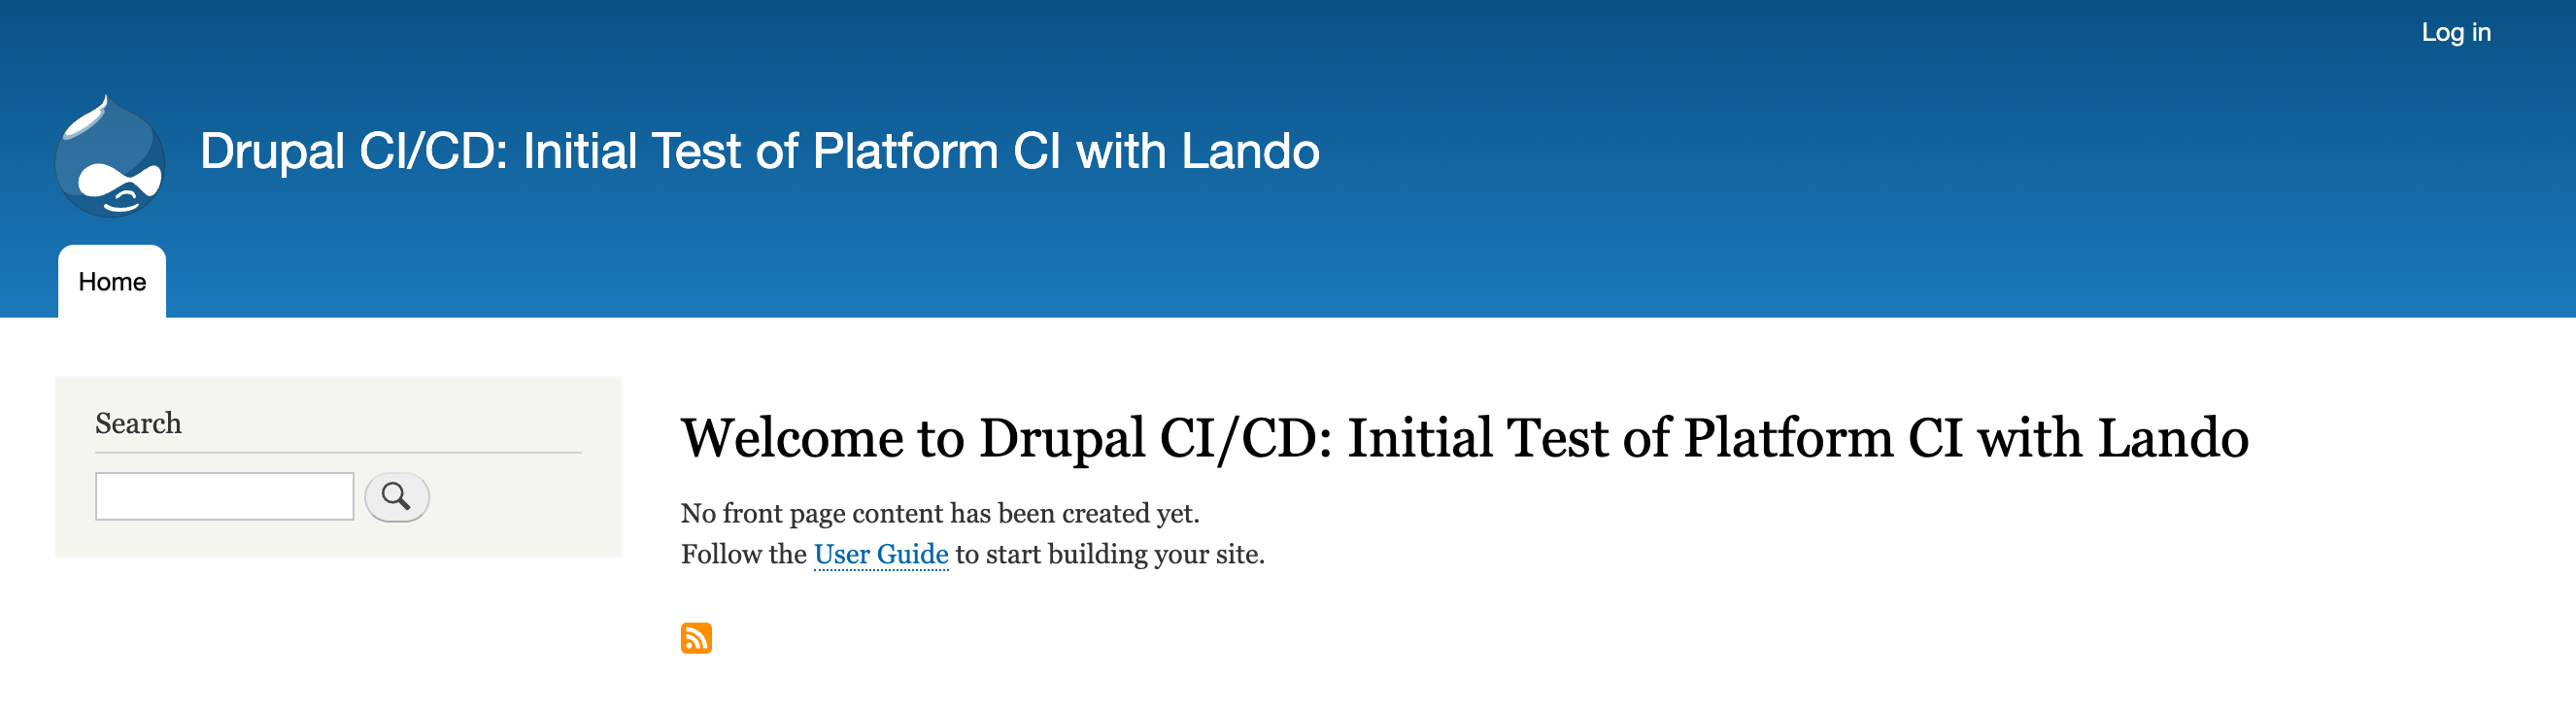 Log in
Drupal CI/CD: Initial Test of Platform CI with Lando
Home
Search
Welcome to Drupal CI/CD: Initial Test of Platform CI with Lando
No front page content has been created yet.
Follow the User Guide to start building your site.